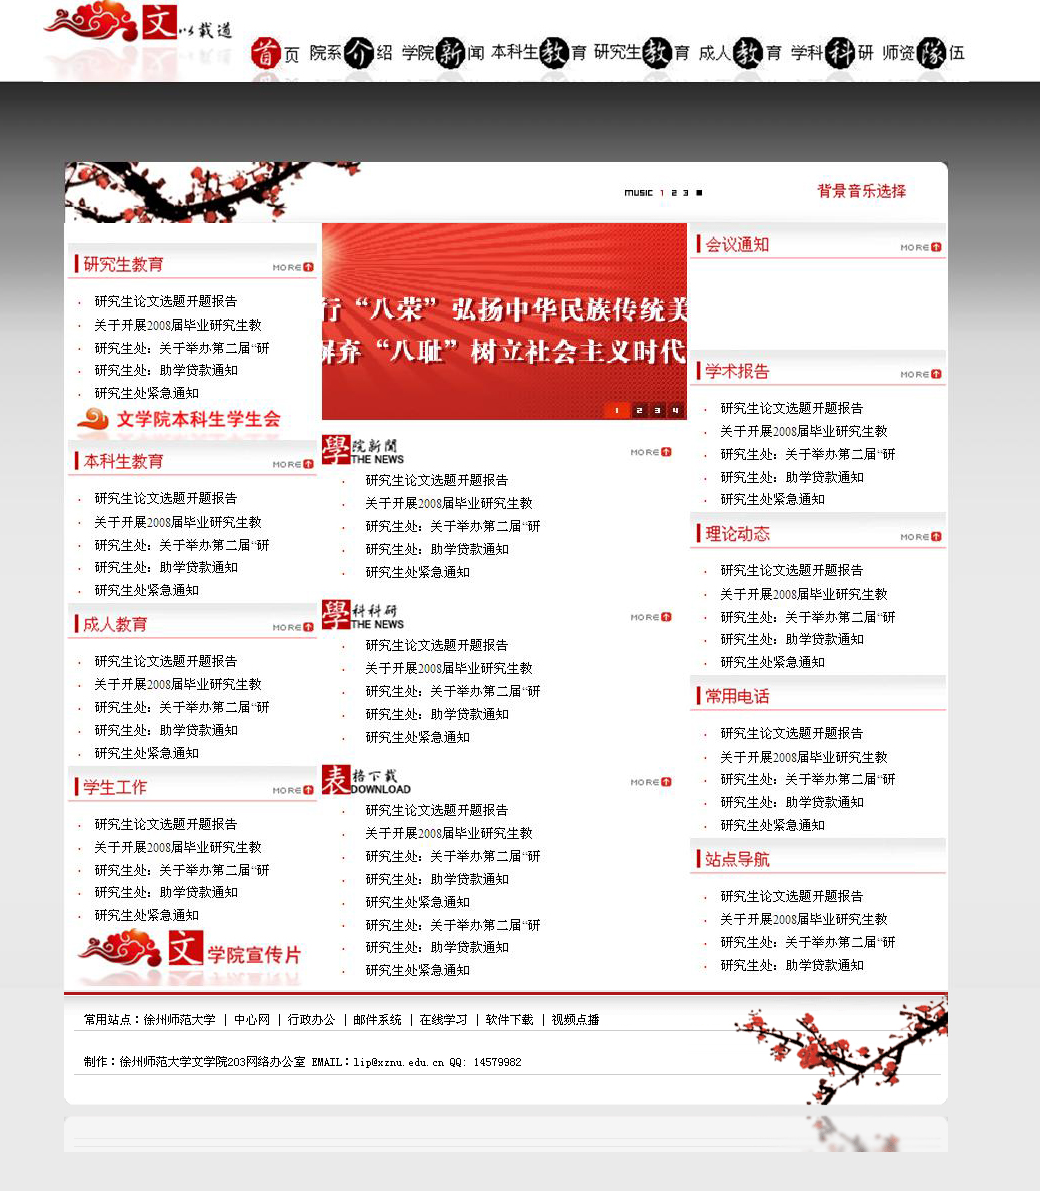 文以载道
首页 院系介绍 学院新闻 本科生教育 研究生教育 成人教育 学科科研 师资队伍
music 1 2 3 背景音乐选择
研究生教育 MORE
研究生论文选题开题报告
关于开展2008届毕业研究生教
研究生处：关于举办第二届“研
研究生处：助学贷款通知
研究生处紧急通知
文学院本科生学生会
本科生教育 MORE
研究生论文选题开题报告
关于开展2008届毕业研究生教
研究生处：关于举办第二届“研
研究生处：助学贷款通知
研究生处紧急通知
成人教育 MORE
研究生论文选题开题报告
关于开展2008届毕业研究生教
研究生处：关于举办第二届“研
研究生处：助学贷款通知
研究生处紧急通知
学生工作 MORE
研究生论文选题开题报告
关于开展2008届毕业研究生教
研究生处：关于举办第二届“研
研究生处：助学贷款通知
研究生处紧急通知
文学院宣传片
行“八荣”弘扬中华民族传统美
摒弃“八耻”树立社会主义时代
1 2 3 4
學院新聞 MORE
THE NEWS
研究生论文选题开题报告
关于开展2008届毕业研究生教
研究生处：关于举办第二届“研
研究生处：助学贷款通知
研究生处紧急通知
學科科研 MORE
THE NEWS
研究生论文选题开题报告
关于开展2008届毕业研究生教
研究生处：关于举办第二届“研
研究生处：助学贷款通知
研究生处紧急通知
表格下载 MORE
DOWNLOAD
研究生论文选题开题报告
关于开展2008届毕业研究生教
研究生处：关于举办第二届“研
研究生处：助学贷款通知
研究生处紧急通知
研究生处：关于举办第二届“研
研究生处：助学贷款通知
研究生处紧急通知
会议通知 MORE
学术报告 MORE
研究生论文选题开题报告
关于开展2008届毕业研究生教
研究生处：关于举办第二届“研
研究生处：助学贷款通知
研究生处紧急通知
理论动态 MORE
研究生论文选题开题报告
关于开展2008届毕业研究生教
研究生处：关于举办第二届“研
研究生处：助学贷款通知
研究生处紧急通知
常用电话
研究生论文选题开题报告
关于开展2008届毕业研究生教
研究生处：关于举办第二届“研
研究生处：助学贷款通知
研究生处紧急通知
站点导航
研究生论文选题开题报告
关于开展2008届毕业研究生教
研究生处：关于举办第二届“研
研究生处：助学贷款通知
常用站点：徐州师范大学 | 中心网 | 行政办公 | 邮件系统 | 在线学习 | 软件下载 | 视频点播
制作：徐州师范大学文学院203网络办公室 EMAIL：lip@xznu.edu.cn QQ: 14579982